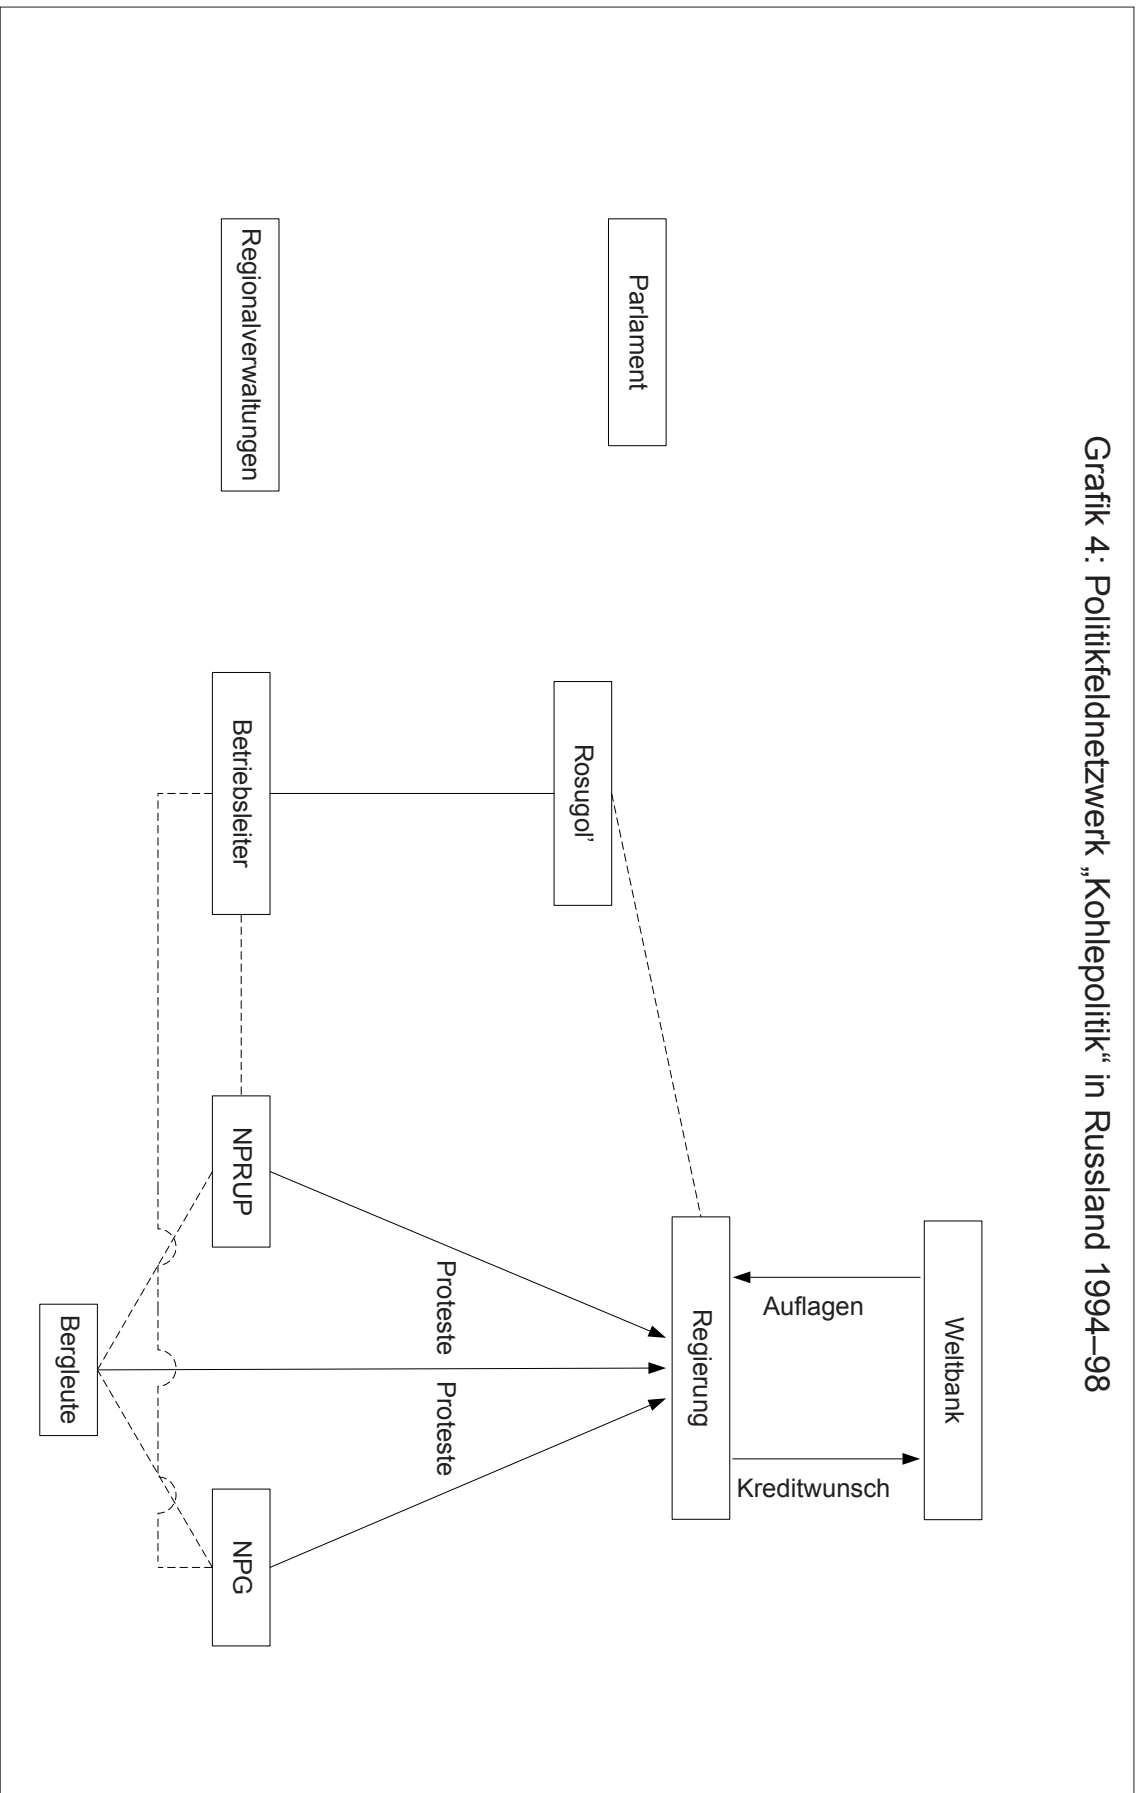 Grafik 4: Politikfeldnetzwerk „Kohlepolitik“ in Russland 1994–98
Weltbank
Auflagen
Kreditwunsch
Parlament
Regierung
Rosugol’
Proteste
Proteste
Regionalverwaltungen
Betriebsleiter
NPRUP
NPG
Bergleute